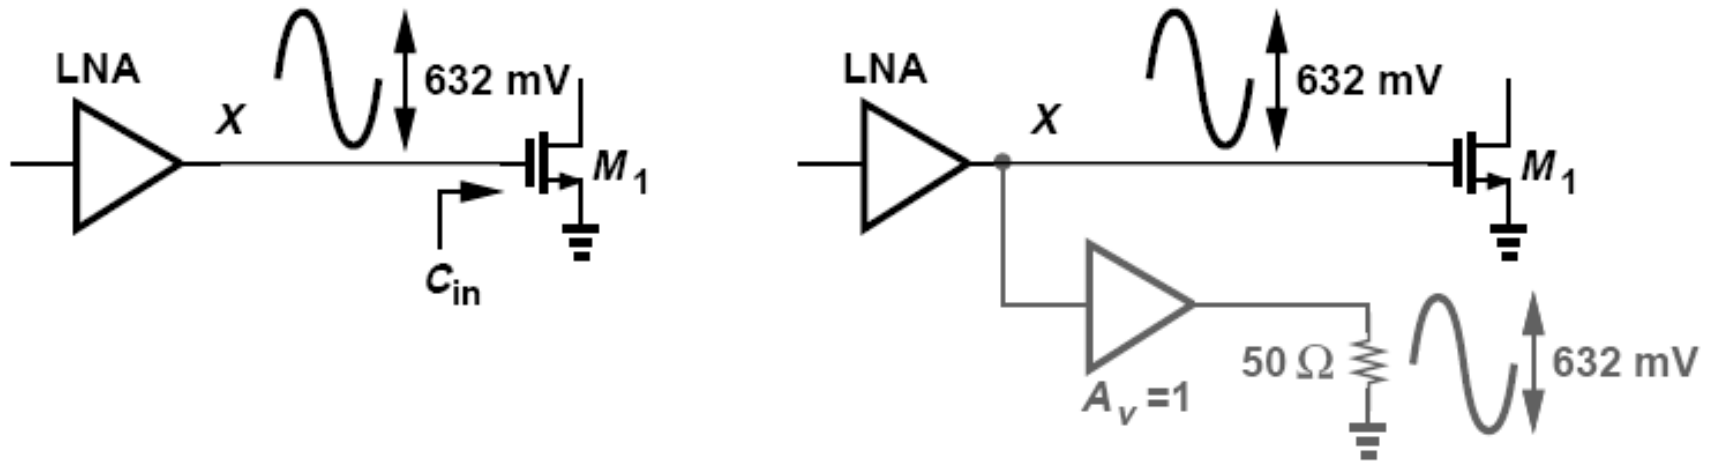 LNA
X
632 mV
M1
Cin
LNA
X
632 mV
M1
Av =1
50 Ω
632 mV